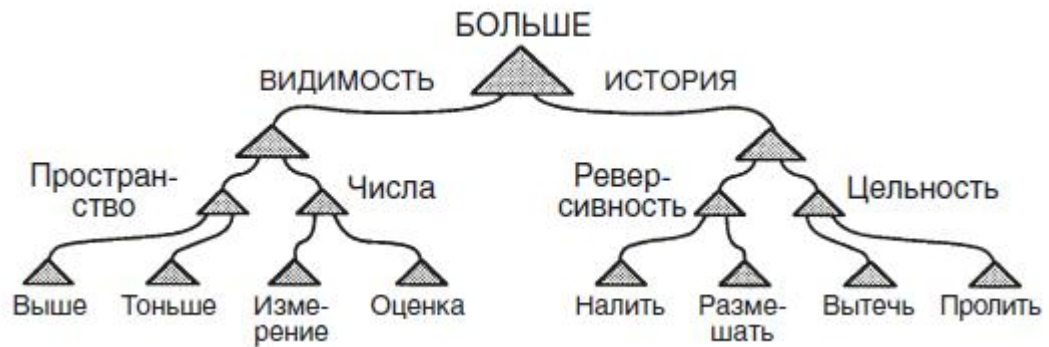 БОЛЬШЕ
ВИДИМОСТЬ
ИСТОРИЯ
Простран-
ство
Числа
Ревер-
сивность
Цельность
Выше
Тоньше
Изме-
рение
Оценка
Налить
Разме-
шать
Вытечь
Пролить